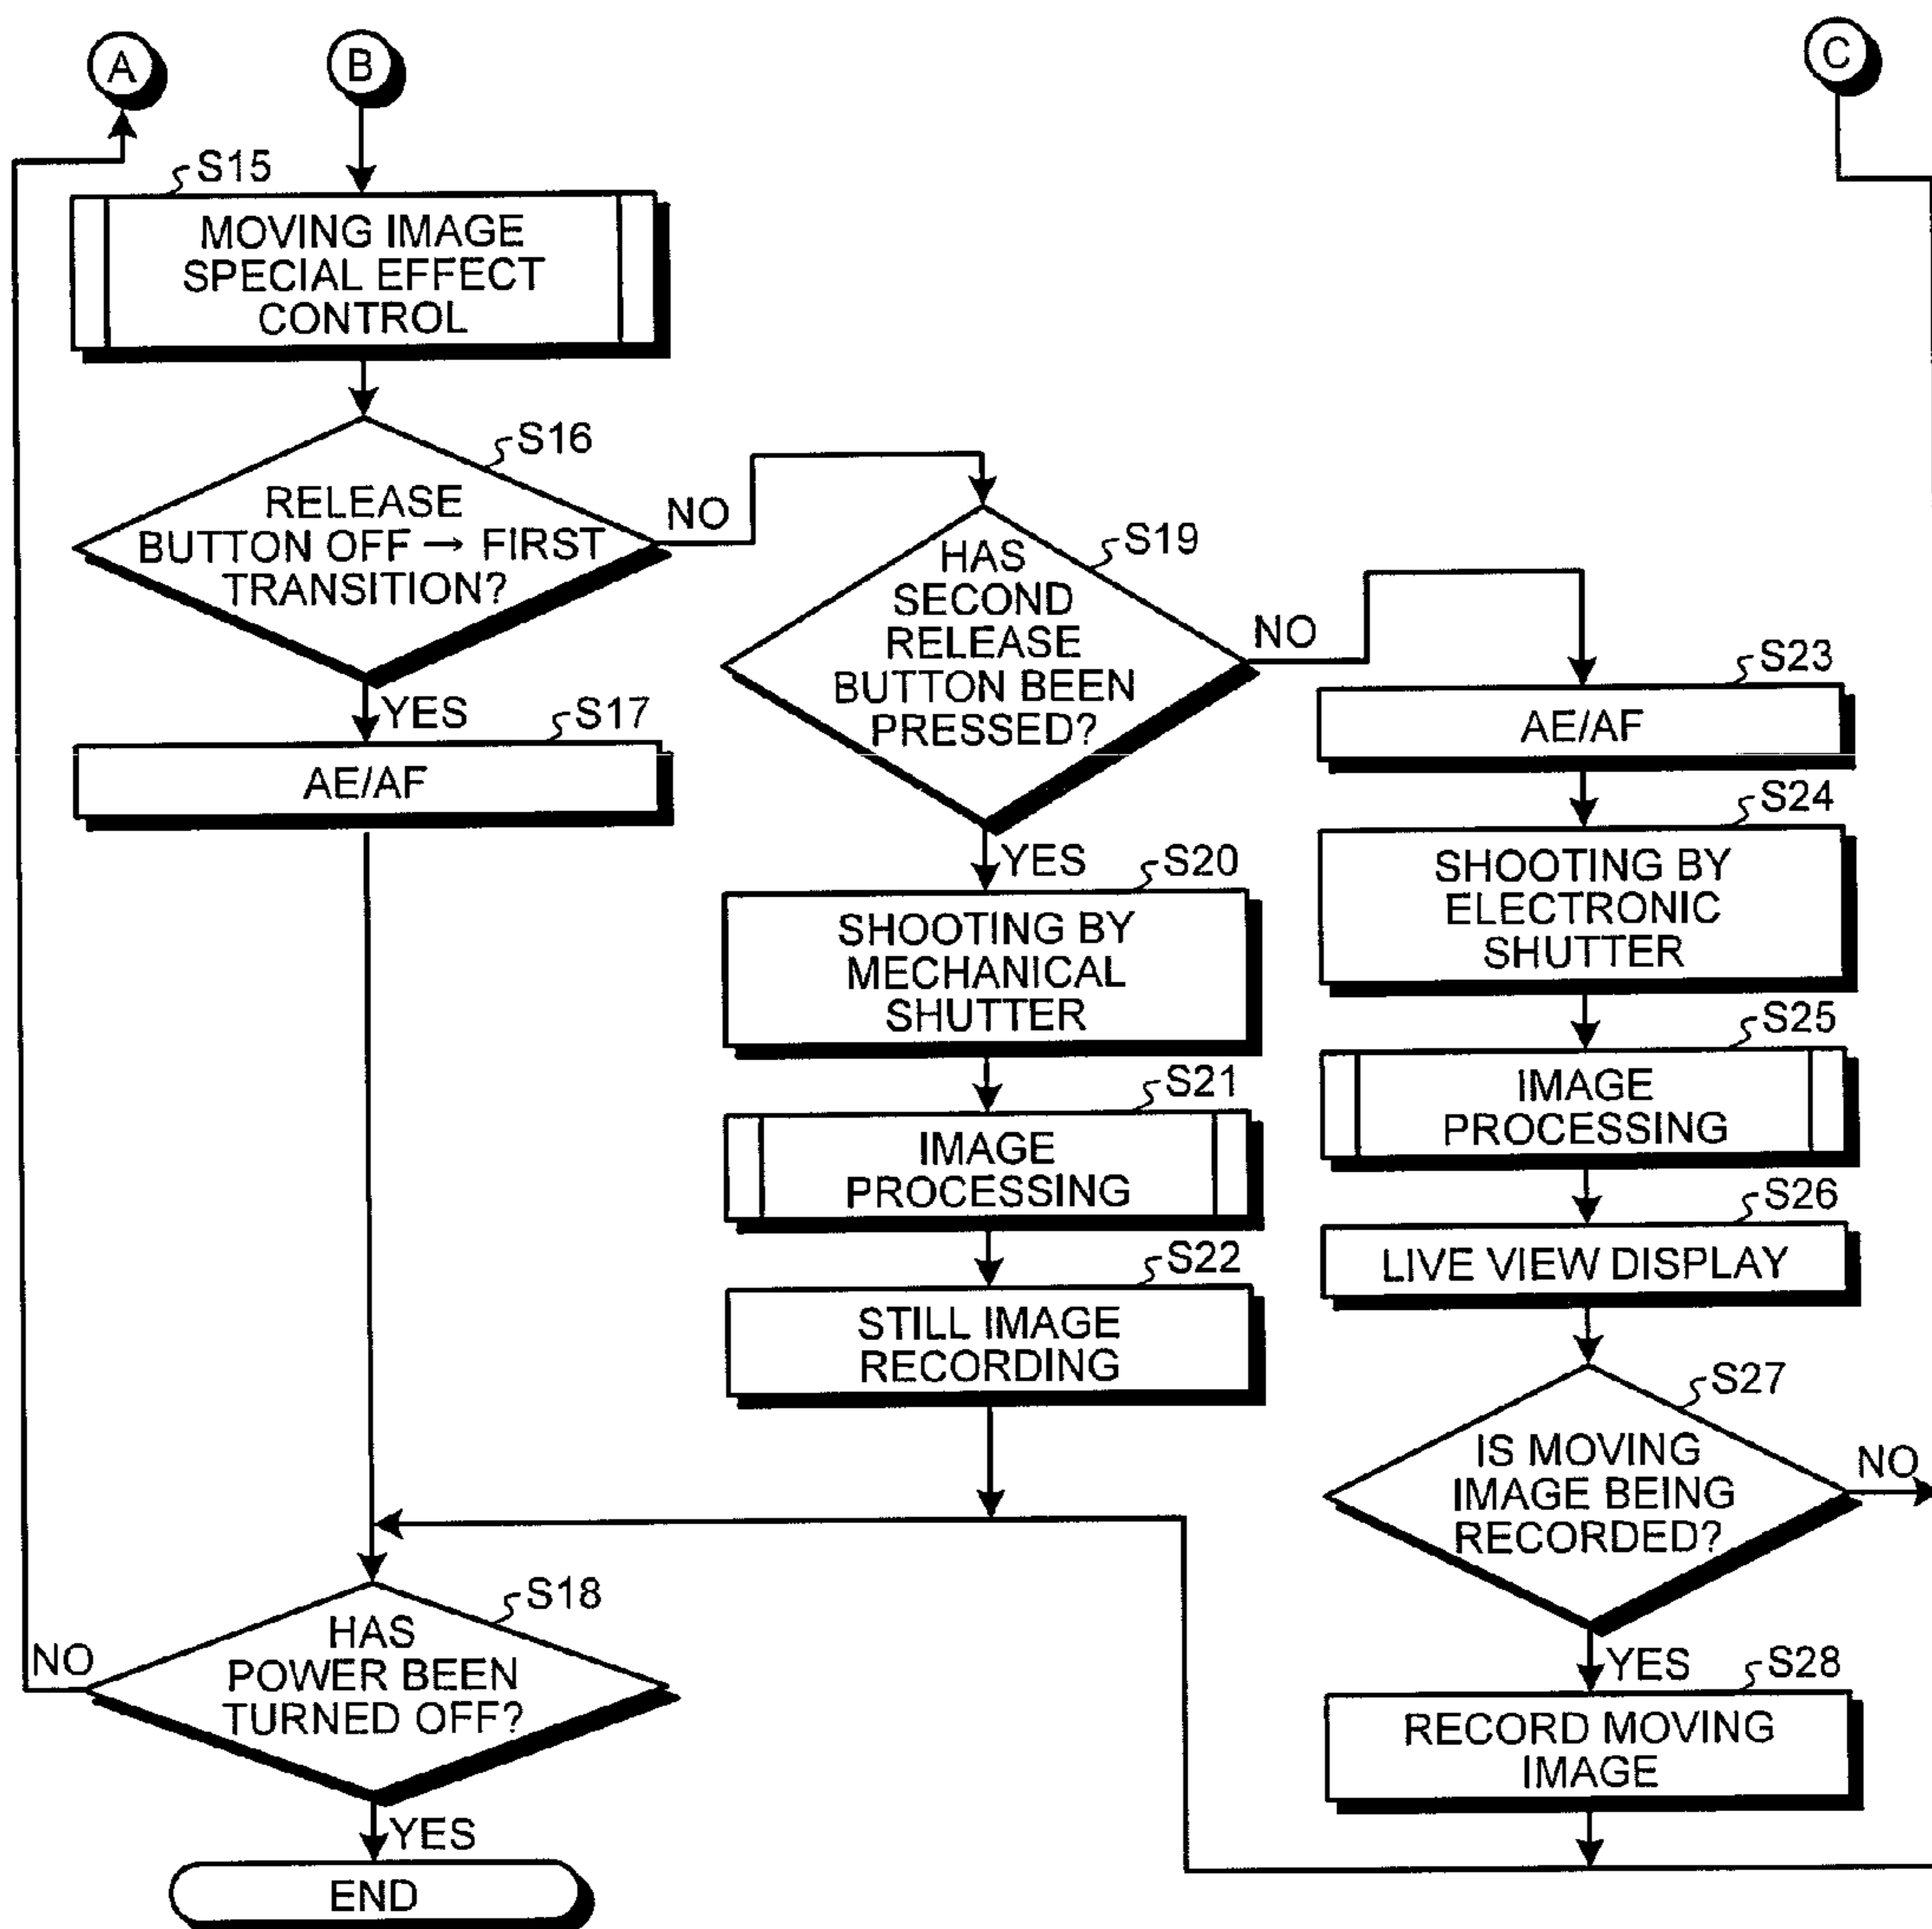 A
B
C
S15
MOVING IMAGE
SPECIAL EFFECT
CONTROL
S16
RELEASE
BUTTON OFF → FIRST
TRANSITION?
NO
YES
S17
AE/AF
S19
HAS
SECOND
RELEASE
BUTTON BEEN
PRESSED?
NO
YES
S20
SHOOTING BY
MECHANICAL
SHUTTER
S21
IMAGE
PROCESSING
S22
STILL IMAGE
RECORDING
S23
AE/AF
S24
SHOOTING BY
ELECTRONIC
SHUTTER
S25
IMAGE
PROCESSING
S26
LIVE VIEW DISPLAY
S27
IS MOVING
IMAGE BEING
RECORDED?
NO
YES
S28
RECORD MOVING
IMAGE
S18
HAS
POWER BEEN
TURNED OFF?
NO
YES
END